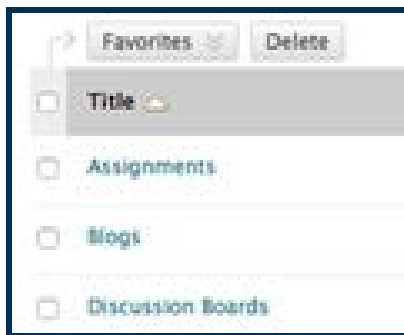 Favorites Delete
Title
Assignments
Blogs
Discussion Boards